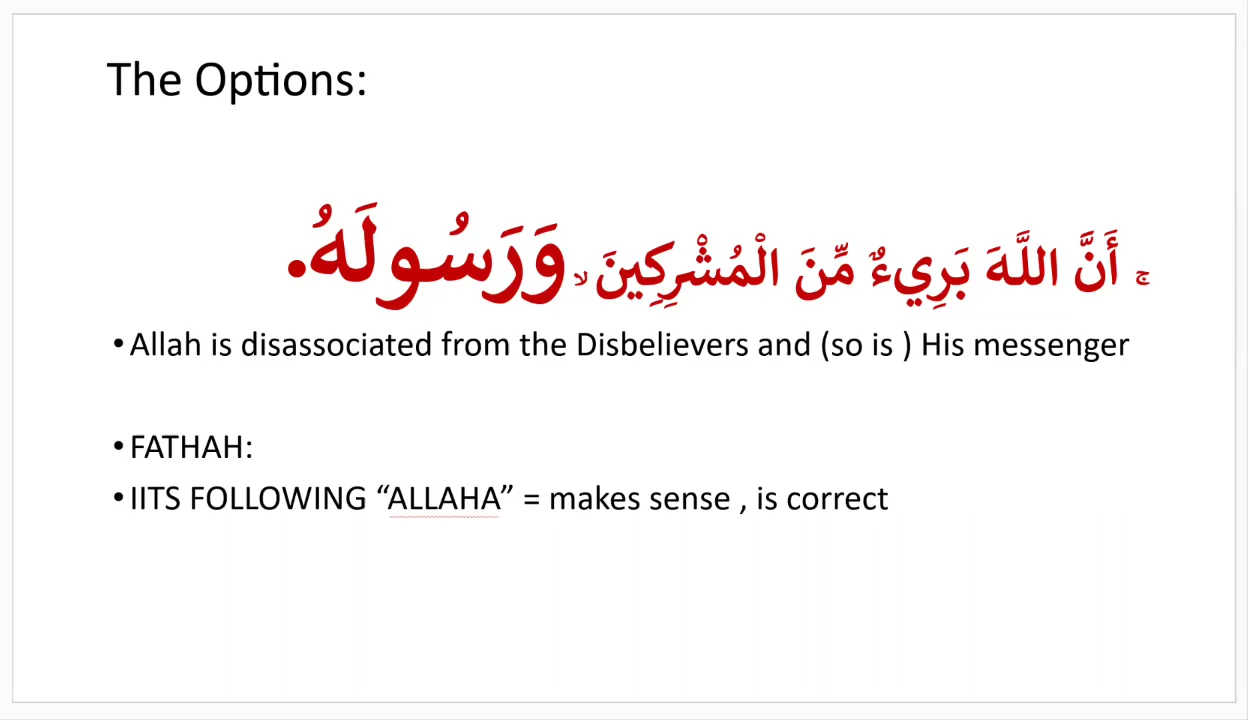 The Options:
ۚ أَنَّ اللَّهَ بَرِيءٌ مِّنَ الْمُشْرِكِينَ ۙ وَرَسُولَهُ.
•Allah is disassociated from the Disbelievers and (so is ) His messenger
•FATHAH:
•IITS FOLLOWING “ALLAHA” = makes sense , is correct